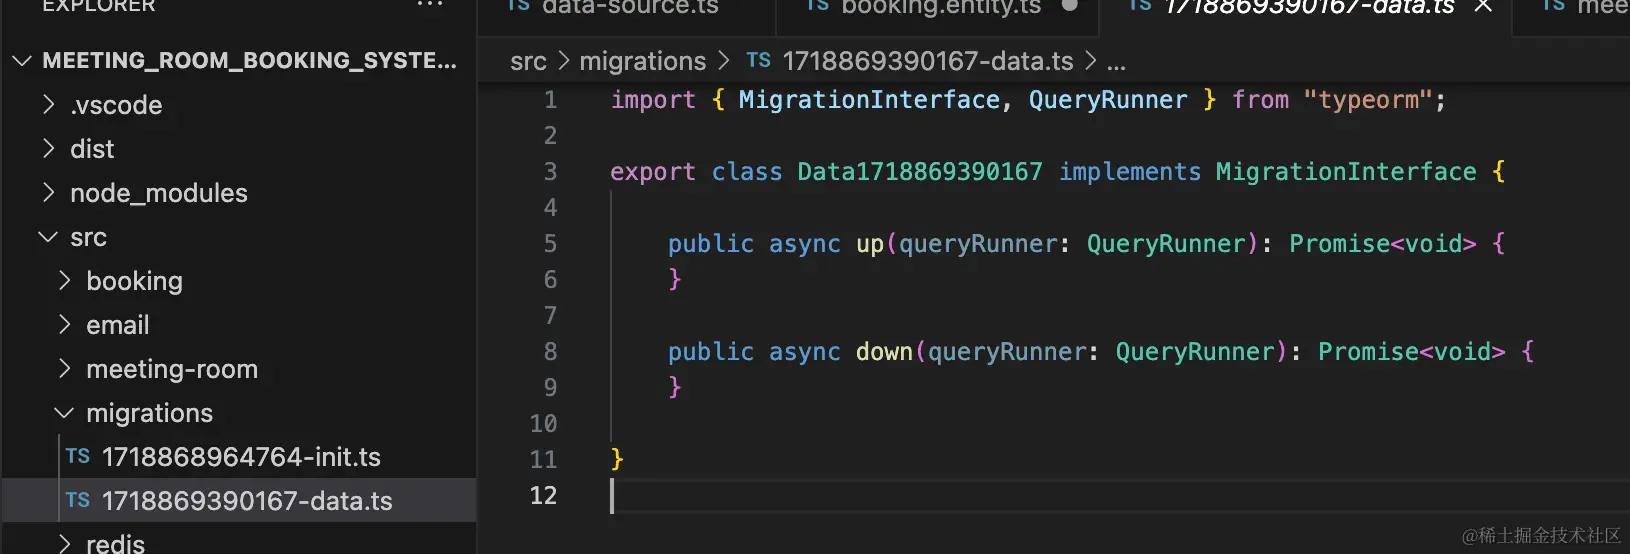 EXPLORER
...
MEETING_ROOM_BOOKING_SYSTE...
.vscode
dist
node_modules
src
booking
email
meeting-room
migrations
TS 1718868964764-init.ts
TS 1718869390167-data.ts
redis
TS data-source.ts
TS booking.entity.ts
TS 1718869390167-data.ts
TS mee
src > migrations > TS 1718869390167-data.ts > ...
1 import { MigrationInterface, QueryRunner } from "typeorm";
2
3 export class Data1718869390167 implements MigrationInterface {
4
5 public async up(queryRunner: QueryRunner): Promise<void> {
6 }
7
8 public async down(queryRunner: QueryRunner): Promise<void> {
9 }
10
11 }
12
@稀土掘金技术社区